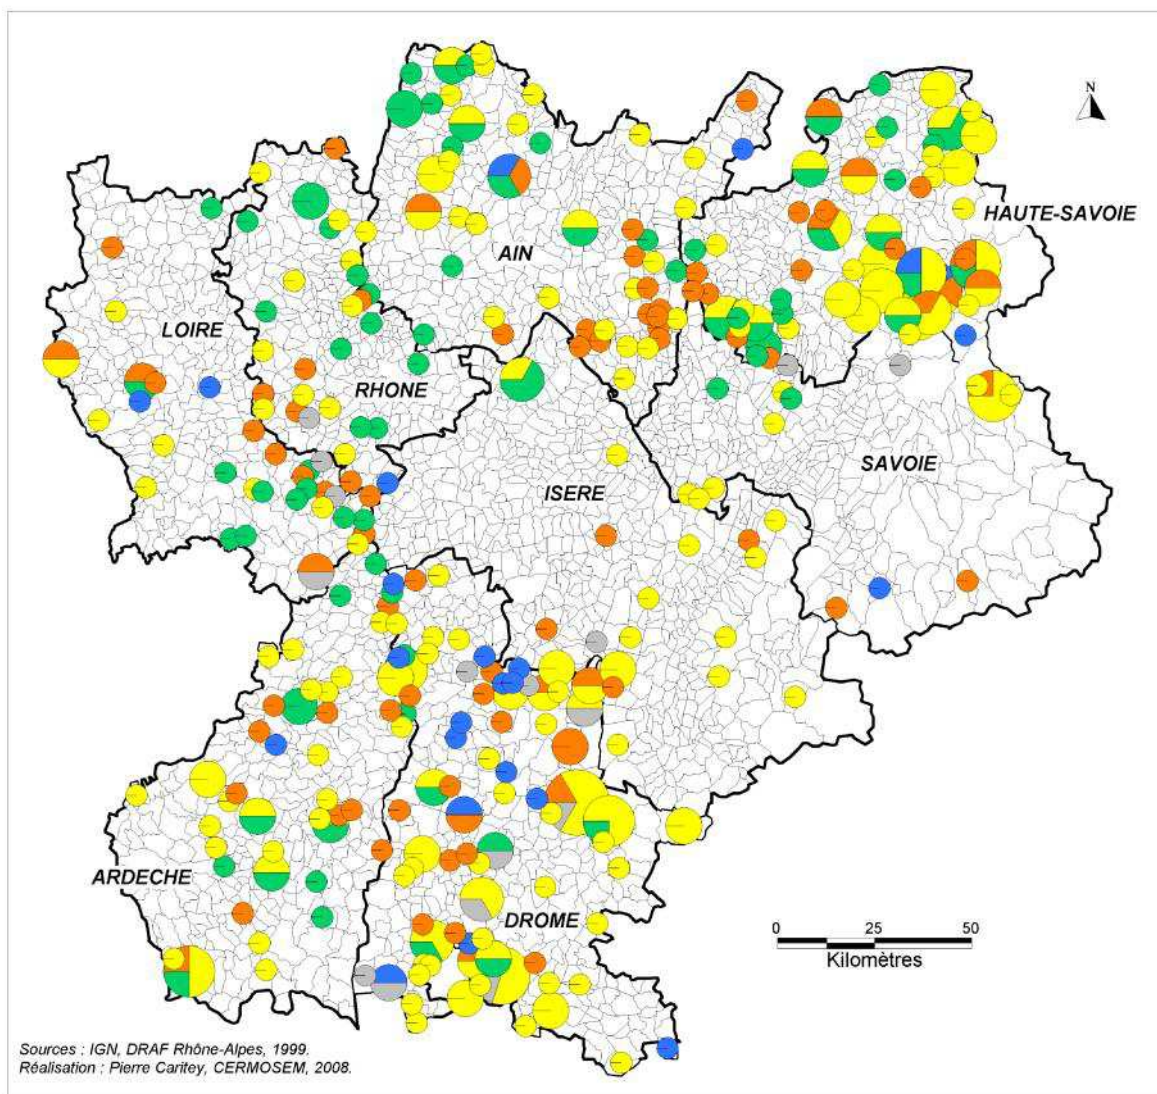 N
HAUTE-SAVOIE
AIN
LOIRE
RHONE
SAVOIE
ISERE
ARDECHE
DROME
0 25 50
Kilomètres
Sources : IGN, DRAF Rhône-Alpes, 1999.
Réalisation : Pierre Caritey, CERMOSEM, 2008.